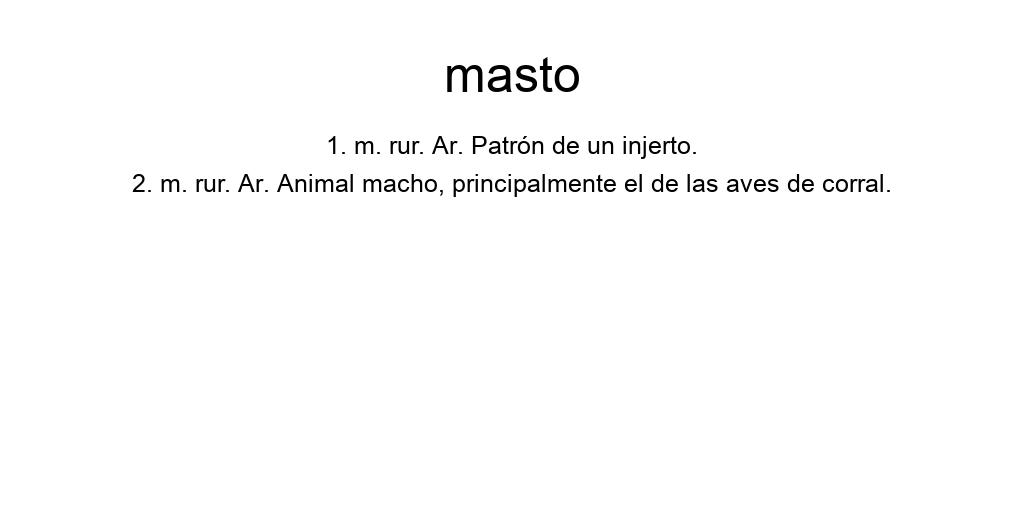 masto
1. m. rur. Ar. Patrón de un injerto.
2. m. rur. Ar. Animal macho, principalmente el de las aves de corral.